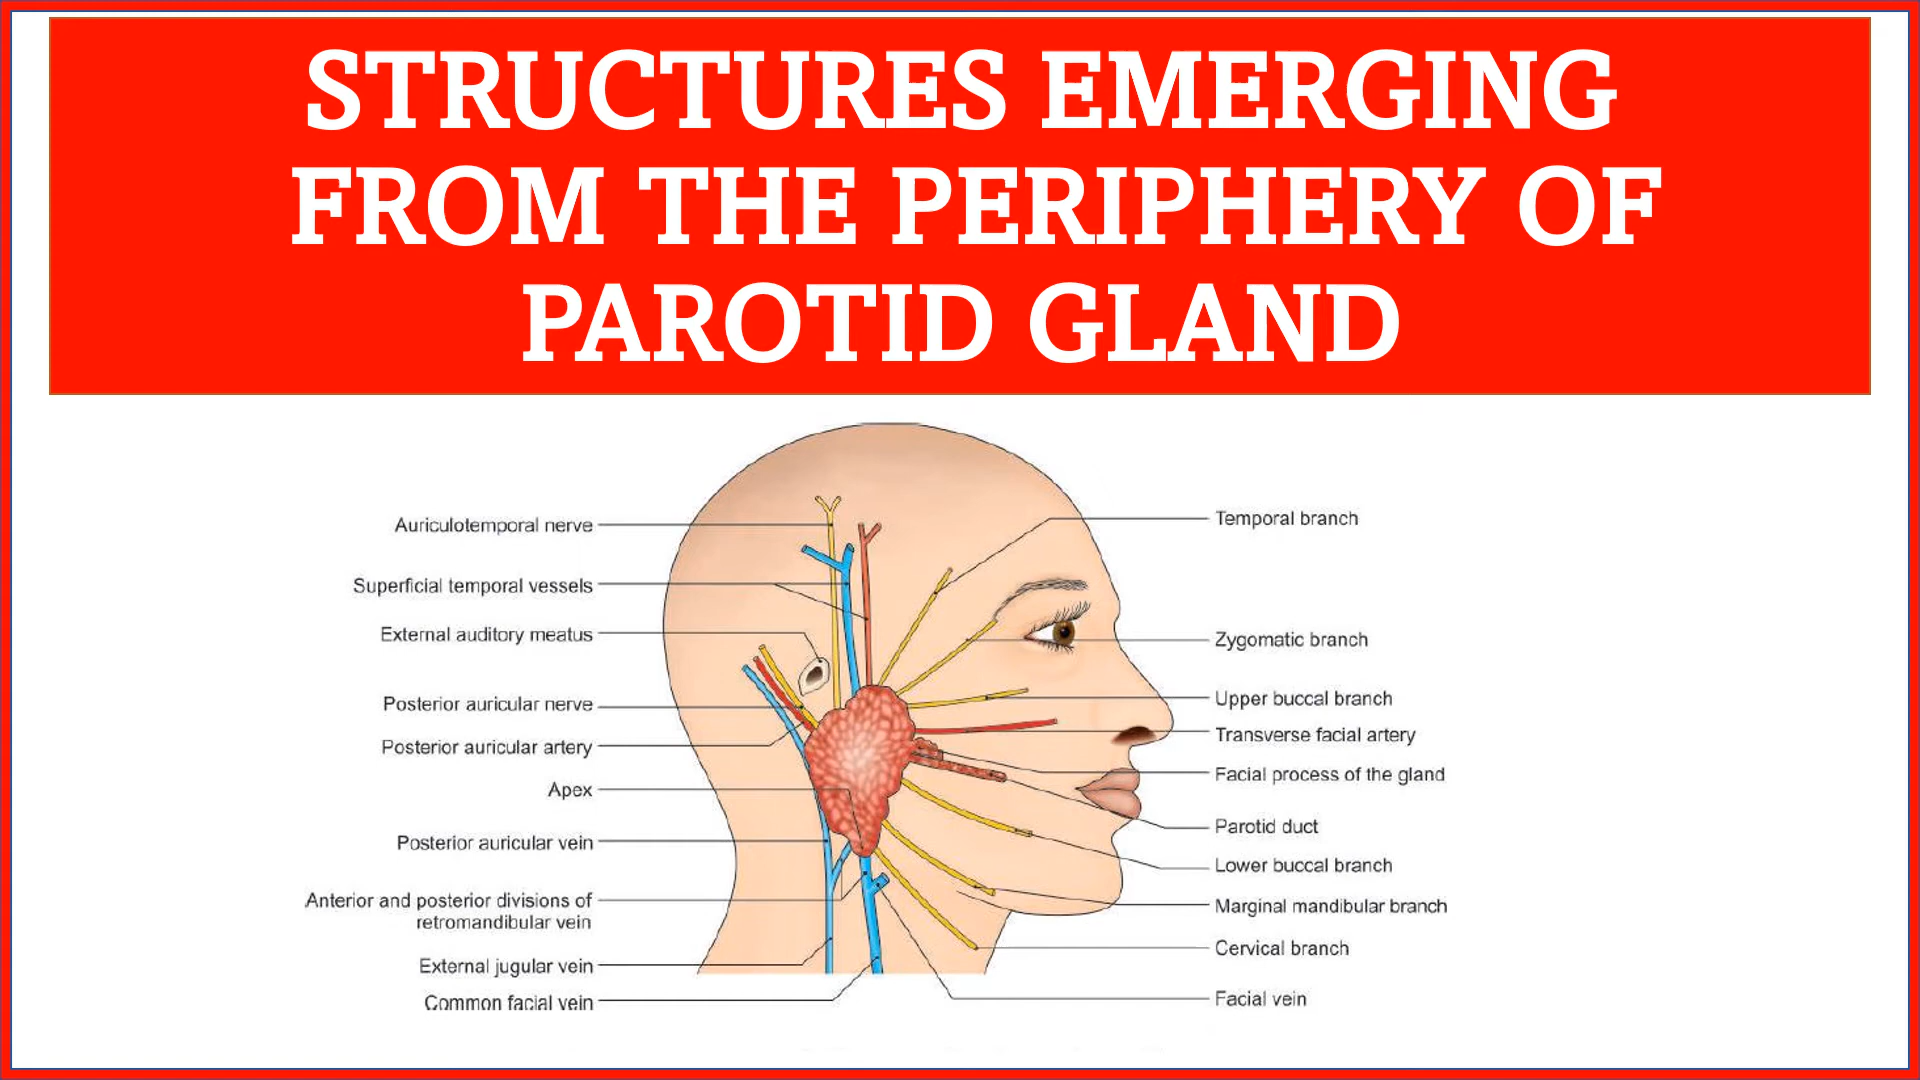 STRUCTURES EMERGING
FROM THE PERIPHERY OF
PAROTID GLAND
Auriculotemporal nerve
Superficial temporal vessels
External auditory meatus
Posterior auricular nerve
Posterior auricular artery
Apex
Posterior auricular vein
Anterior and posterior divisions of
retromandibular vein
External jugular vein
Common facial vein
Temporal branch
Zygomatic branch
Upper buccal branch
Transverse facial artery
Facial process of the gland
Parotid duct
Lower buccal branch
Marginal mandibular branch
Cervical branch
Facial vein